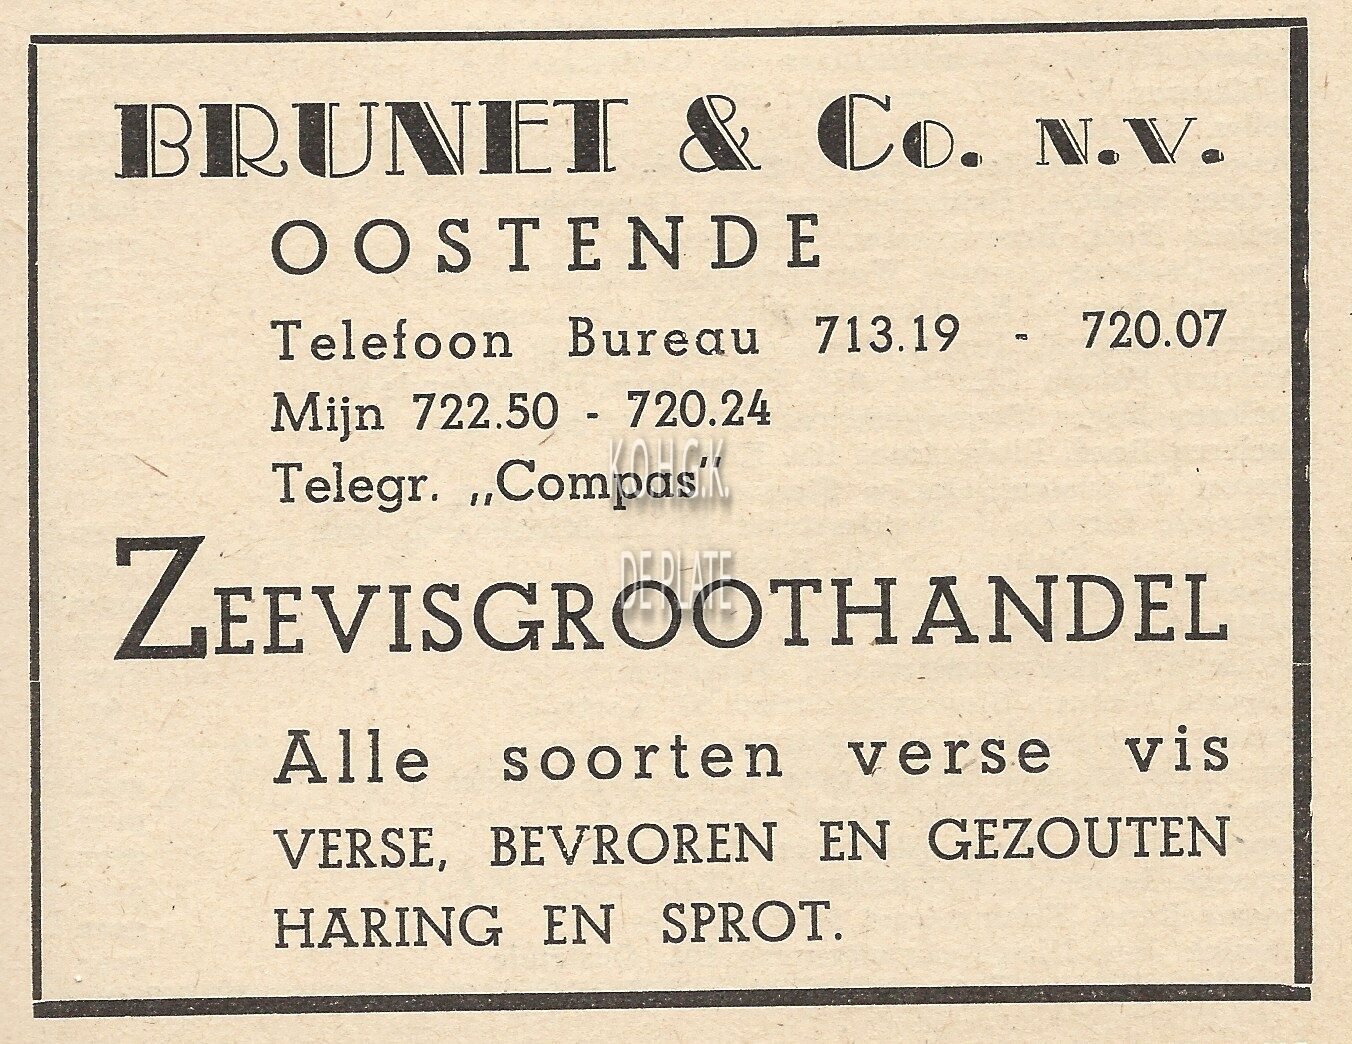 BRUNET & Co. N.V.
OOSTENDE
Telefoon Bureau 713.19 - 720.07
Mijn 722.50 - 720.24
Telegr. „Compas"
K.O.H.G.K.
DE PLATE
ZEEVISGROOTHANDEL
Alle soorten verse vis
VERSE, BEVROREN EN GEZOUTEN
HARING EN SPROT.